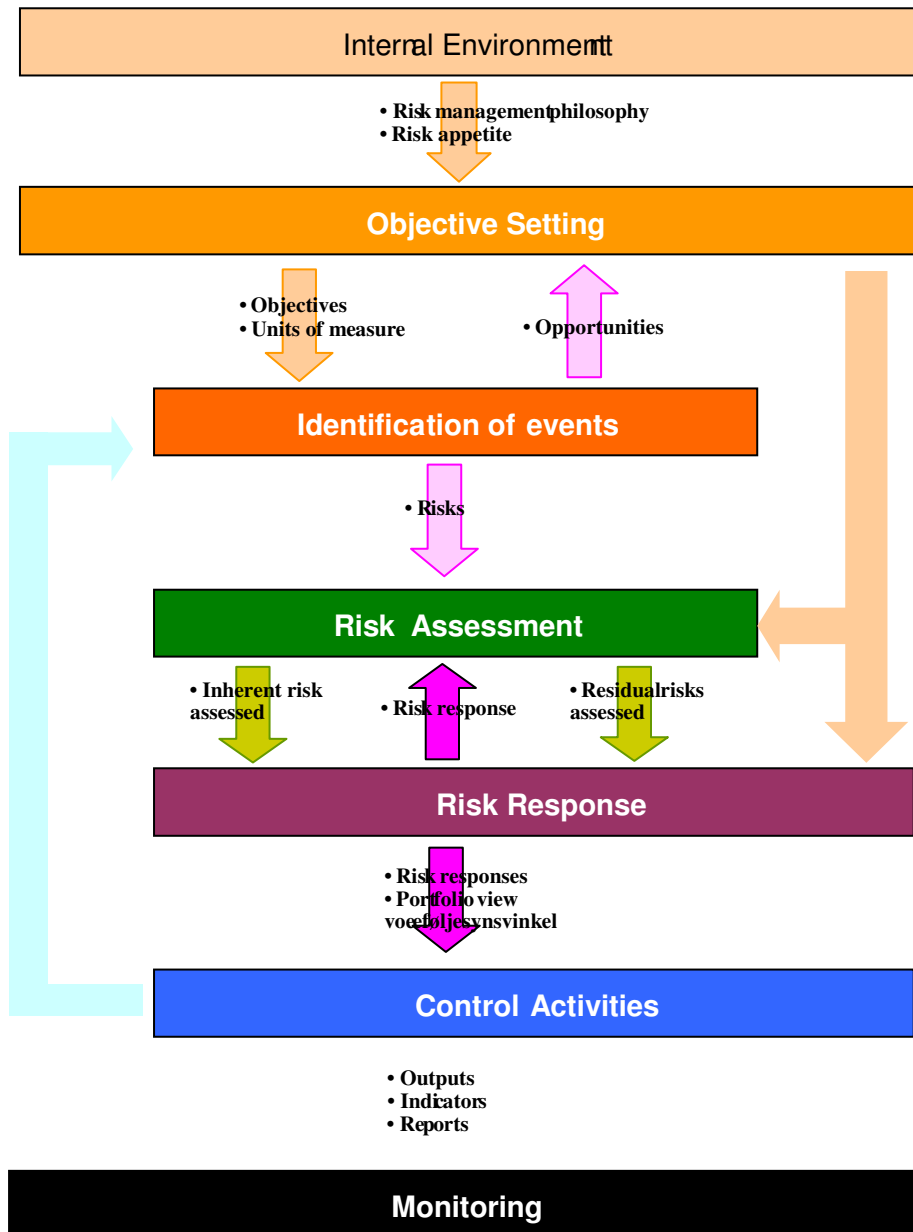 Internal Environment
• Risk management philosophy
• Risk appetite
Objective Setting
• Objectives
• Units of measure
• Opportunities
Identification of events
• Risks
Risk Assessment
• Inherent risk
assessed
• Risk response
• Residual risks
assessed
Risk Response
• Risk responses
• Portfolio view
Control Activities
• Outputs
• Indicators
• Reports
Monitoring